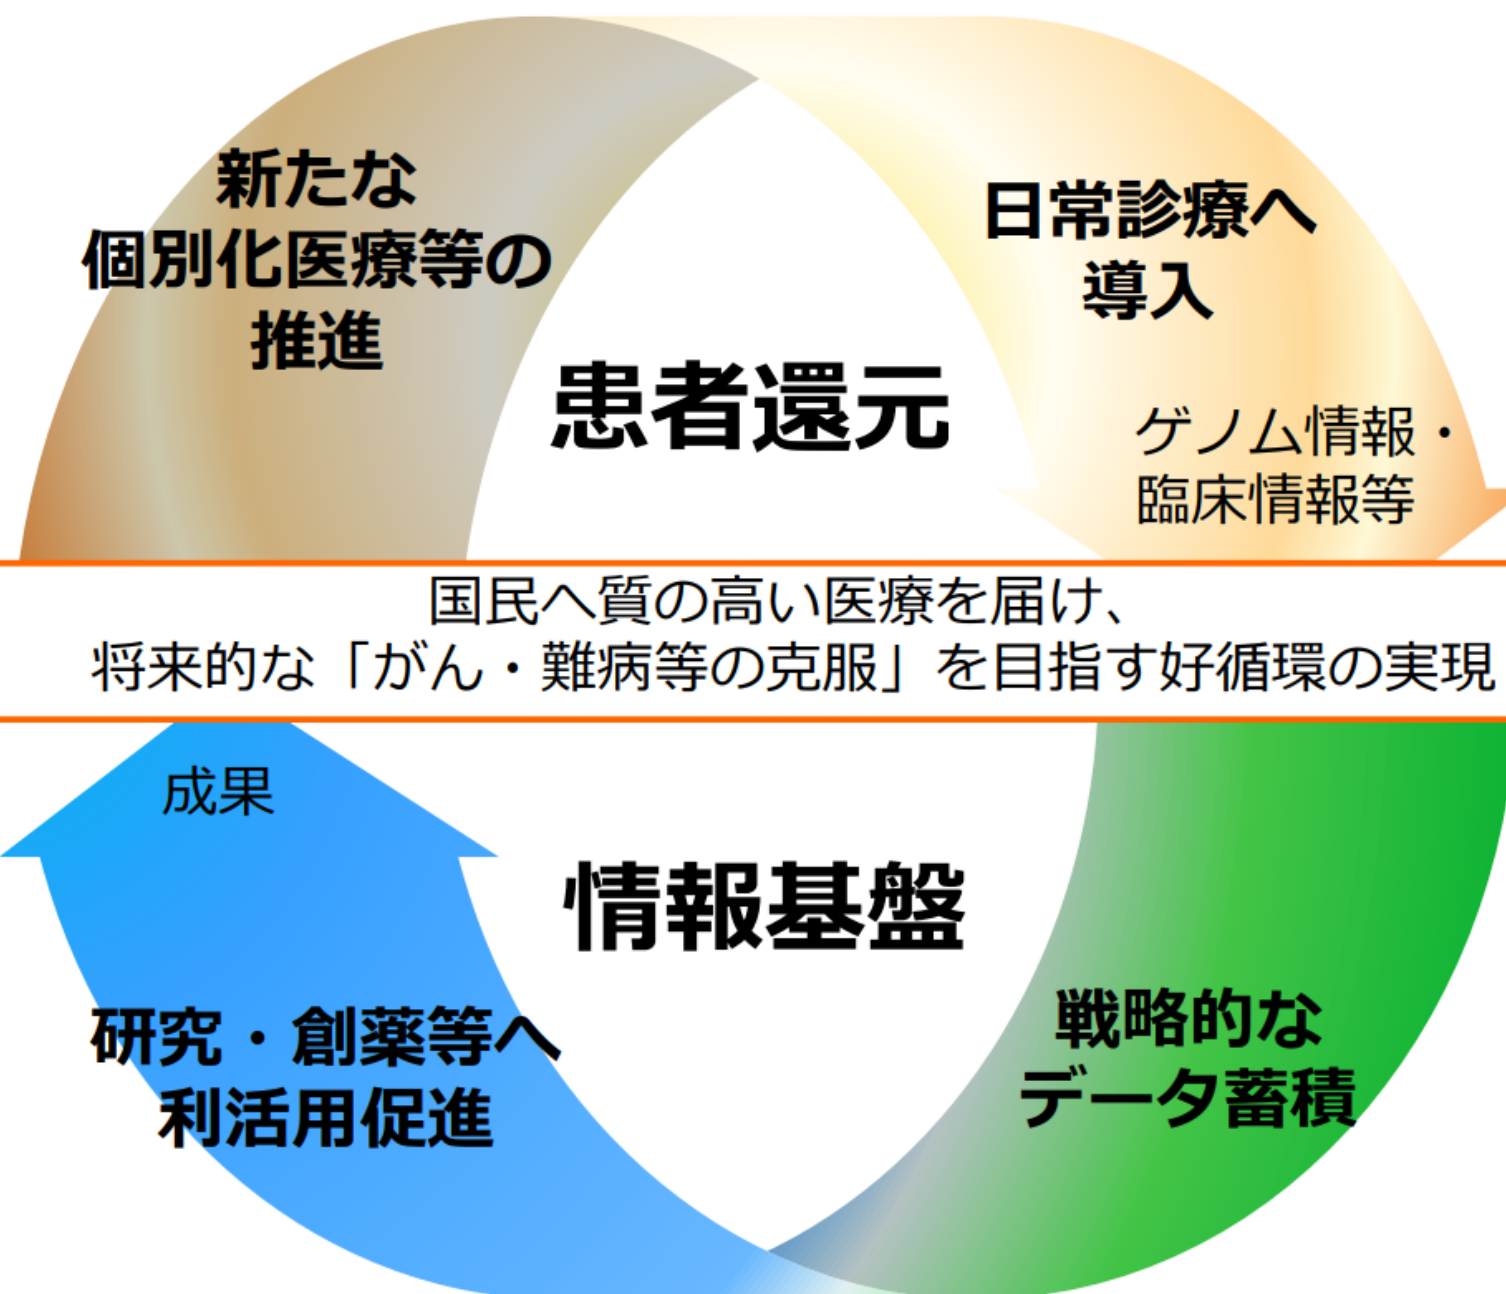 新たな
個別化医療等の
推進
日常診療へ
導入
患者還元
ゲノム情報・
臨床情報等
国民へ質の高い医療を届け、
将来的な「がん・難病等の克服」を目指す好循環の実現
成果
情報基盤
研究・創薬等へ
利活用促進
戦略的な
データ蓄積